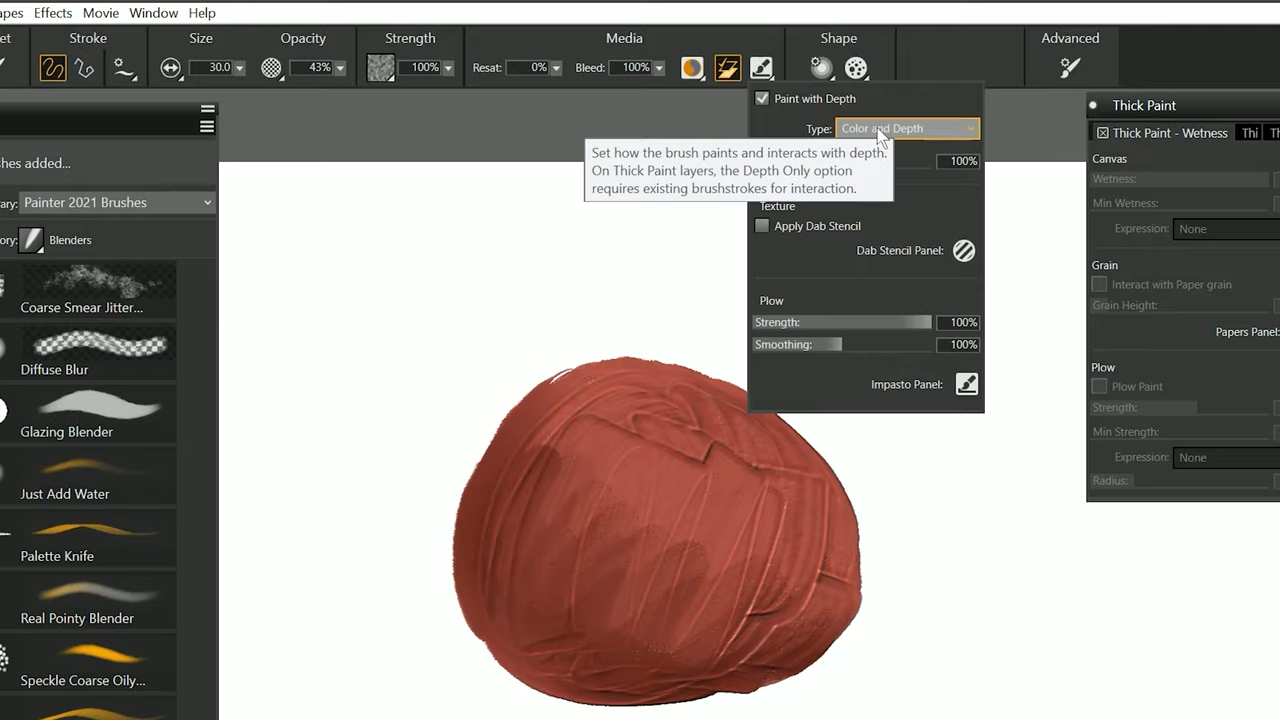 apes Effects Movie Window Help
et Stroke Size Opacity Strength Media Shape Advanced
30.0 43% 100% Resat: 0% Bleed: 100%
Paint with Depth
Type: Color and Depth
Set how the brush paints and interacts with depth.
On Thick Paint layers, the Depth Only option
requires existing brushstrokes for interaction.
100%
Texture
Apply Dab Stencil
Dab Stencil Panel:
Plow
Strength: 100%
Smoothing: 100%
Impasto Panel:
shes added...
ary: Painter 2021 Brushes
ory: Blenders
Coarse Smear Jitter...
Diffuse Blur
Glazing Blender
Just Add Water
Palette Knife
Real Pointy Blender
Speckle Coarse Oily...
Thick Paint
Thick Paint - Wetness Thi Th
Canvas
Wetness:
Min Wetness:
Expression: None
Grain
Interact with Paper grain
Grain Height:
Papers Panel:
Plow
Plow Paint
Strength:
Min Strength:
Expression: None
Radius: